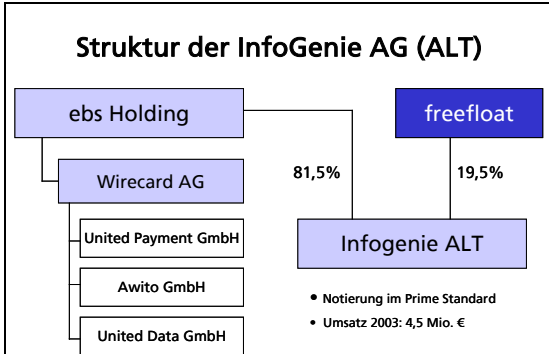 Struktur der InfoGenie AG (ALT)
ebs Holding
freefloat
Wirecard AG
81,5%
19,5%
United Payment GmbH
Infogenie ALT
Awito GmbH
• Notierung im Prime Standard
• Umsatz 2003: 4,5 Mio. €
United Data GmbH